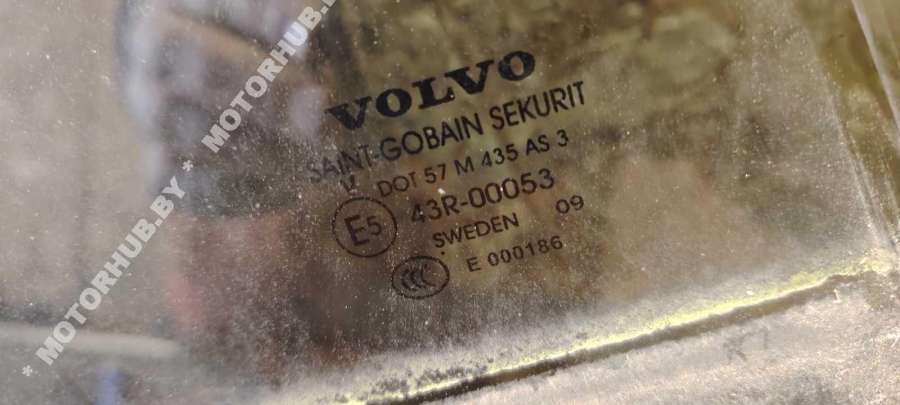 VOLVO
SAINT-GOBAIN SEKURIT
V DOT 57 M 435 AS 3
E5 43R-00053
SWEDEN 09
CCC E 000186
* MOTORHUB.BY * MOTORHUB.BY